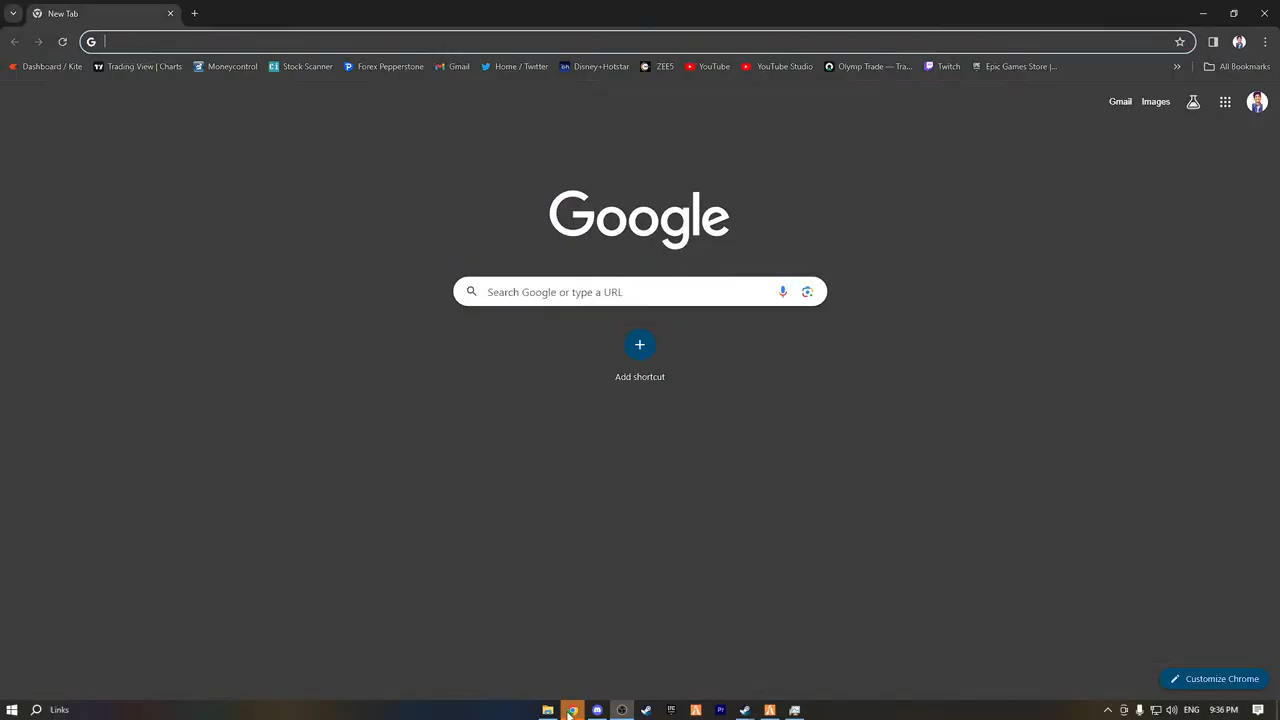 New Tab
Dashboard / Kite
Trading View | Charts
Moneycontrol
Stock Scanner
Forex Pepperstone
Gmail
Home / Twitter
Disney+Hotstar
ZEE5
YouTube
YouTube Studio
Olymp Trade — Tra...
Twitch
Epic Games Store |...
All Bookmarks
Gmail
Images
Google
Search Google or type a URL
Add shortcut
Customize Chrome
Links
ENG
9:36 PM